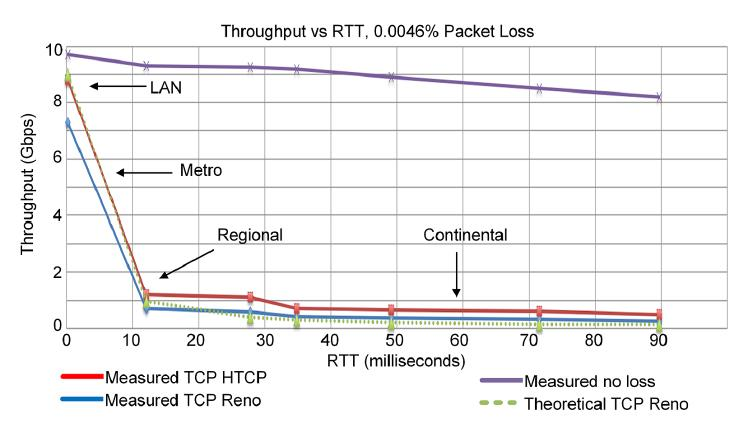 Throughput vs RTT, 0.0046% Packet Loss
Throughput (Gbps)
10
8
6
4
2
0
LAN
Metro
Regional
Continental
0 10 20 30 40 50 60 70 80 90
RTT (milliseconds)
Measured TCP HTCP
Measured TCP Reno
Measured no loss
Theoretical TCP Reno